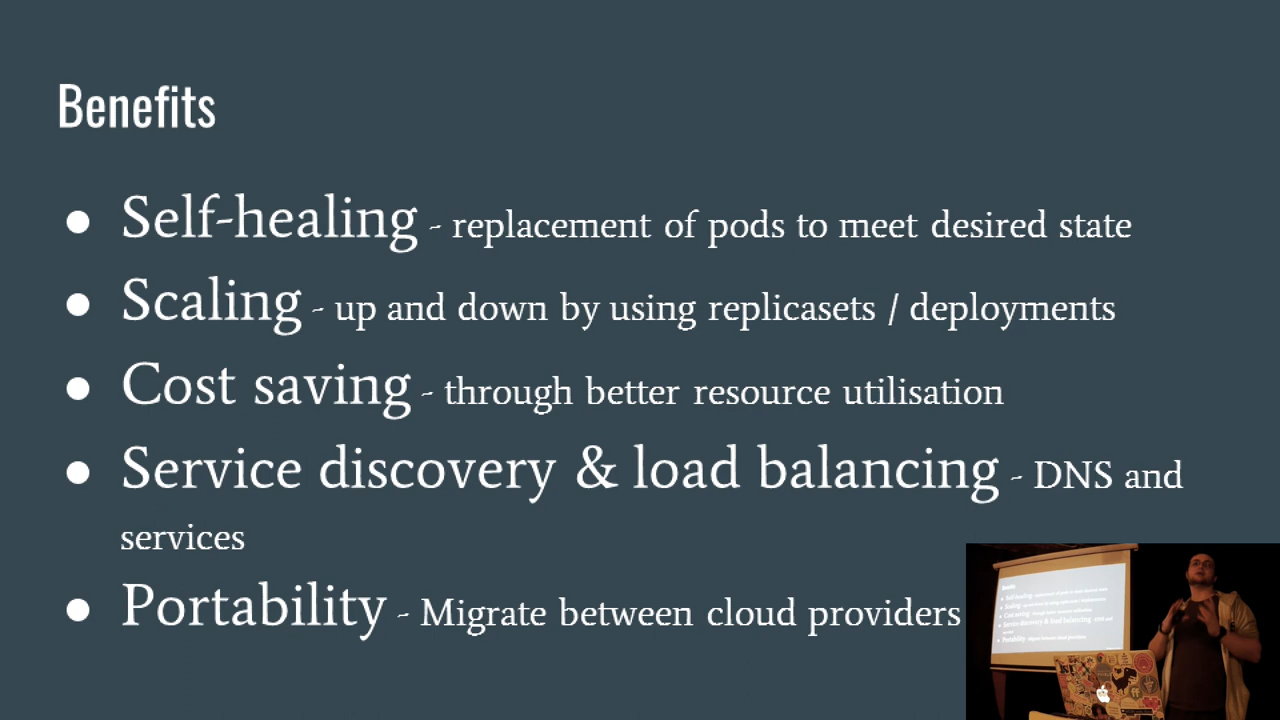 Benefits
● Self-healing - replacement of pods to meet desired state
● Scaling - up and down by using replicasets / deployments
● Cost saving - through better resource utilisation
● Service discovery & load balancing - DNS and
services
● Portability - Migrate between cloud providers